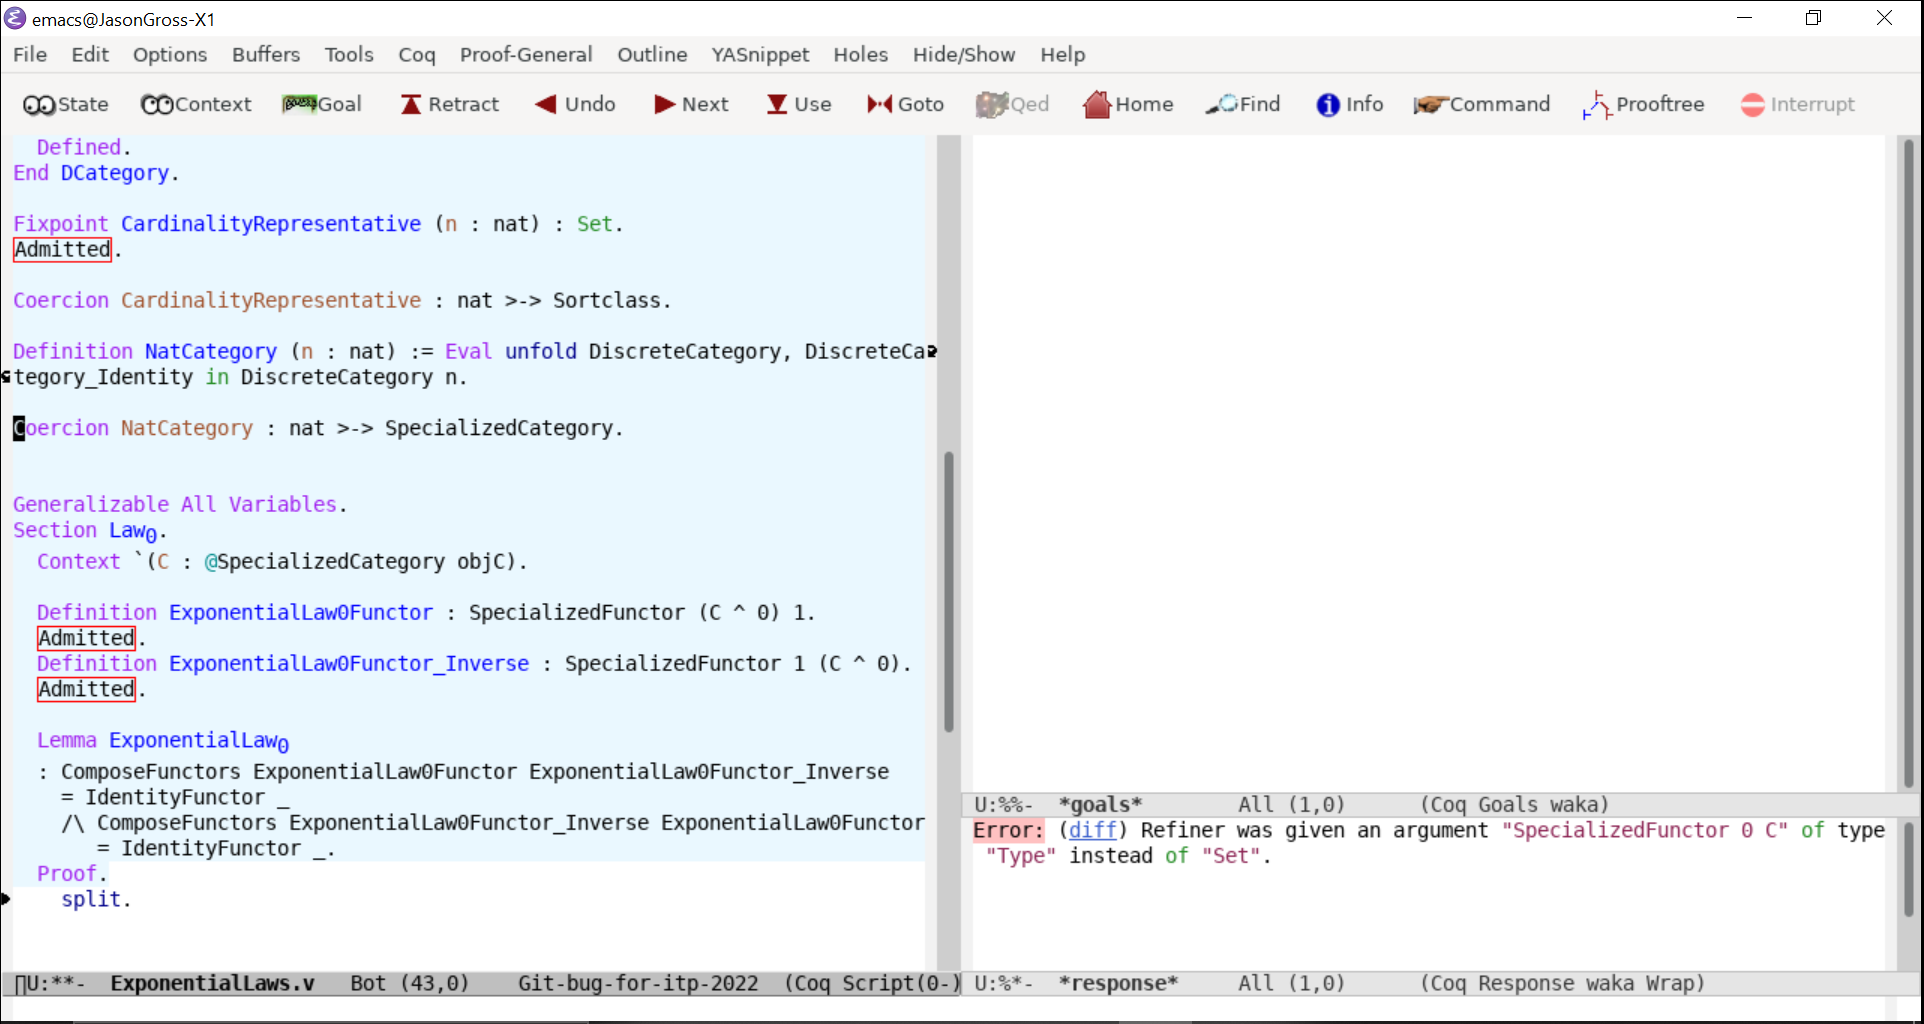 emacs@JasonGross-X1
File Edit Options Buffers Tools Coq Proof-General Outline YASnippet Holes Hide/Show Help
State Context Goal Retract Undo Next Use Goto Qed Home Find Info Command Prooftree Interrupt
Defined.
End DCategory.
Fixpoint CardinalityRepresentative (n : nat) : Set.
Admitted.
Coercion CardinalityRepresentative : nat >-> Sortclass.
Definition NatCategory (n : nat) := Eval unfold DiscreteCategory, DiscreteCa
tegory_Identity in DiscreteCategory n.
Coercion NatCategory : nat >-> SpecializedCategory.
Generalizable All Variables.
Section Law0.
Context `(C : @SpecializedCategory objC).
Definition ExponentialLaw0Functor : SpecializedFunctor (C ^ 0) 1.
Admitted.
Definition ExponentialLaw0Functor_Inverse : SpecializedFunctor 1 (C ^ 0).
Admitted.
Lemma ExponentialLaw0
: ComposeFunctors ExponentialLaw0Functor ExponentialLaw0Functor_Inverse
= IdentityFunctor _
/\ ComposeFunctors ExponentialLaw0Functor_Inverse ExponentialLaw0Functor
= IdentityFunctor _.
Proof.
split.
U:**- ExponentialLaws.v Bot (43,0) Git-bug-for-itp-2022 (Coq Script(0-)
U:%%- *goals* All (1,0) (Coq Goals waka)
Error: (diff) Refiner was given an argument "SpecializedFunctor 0 C" of type
"Type" instead of "Set".
U:%*- *response* All (1,0) (Coq Response waka Wrap)